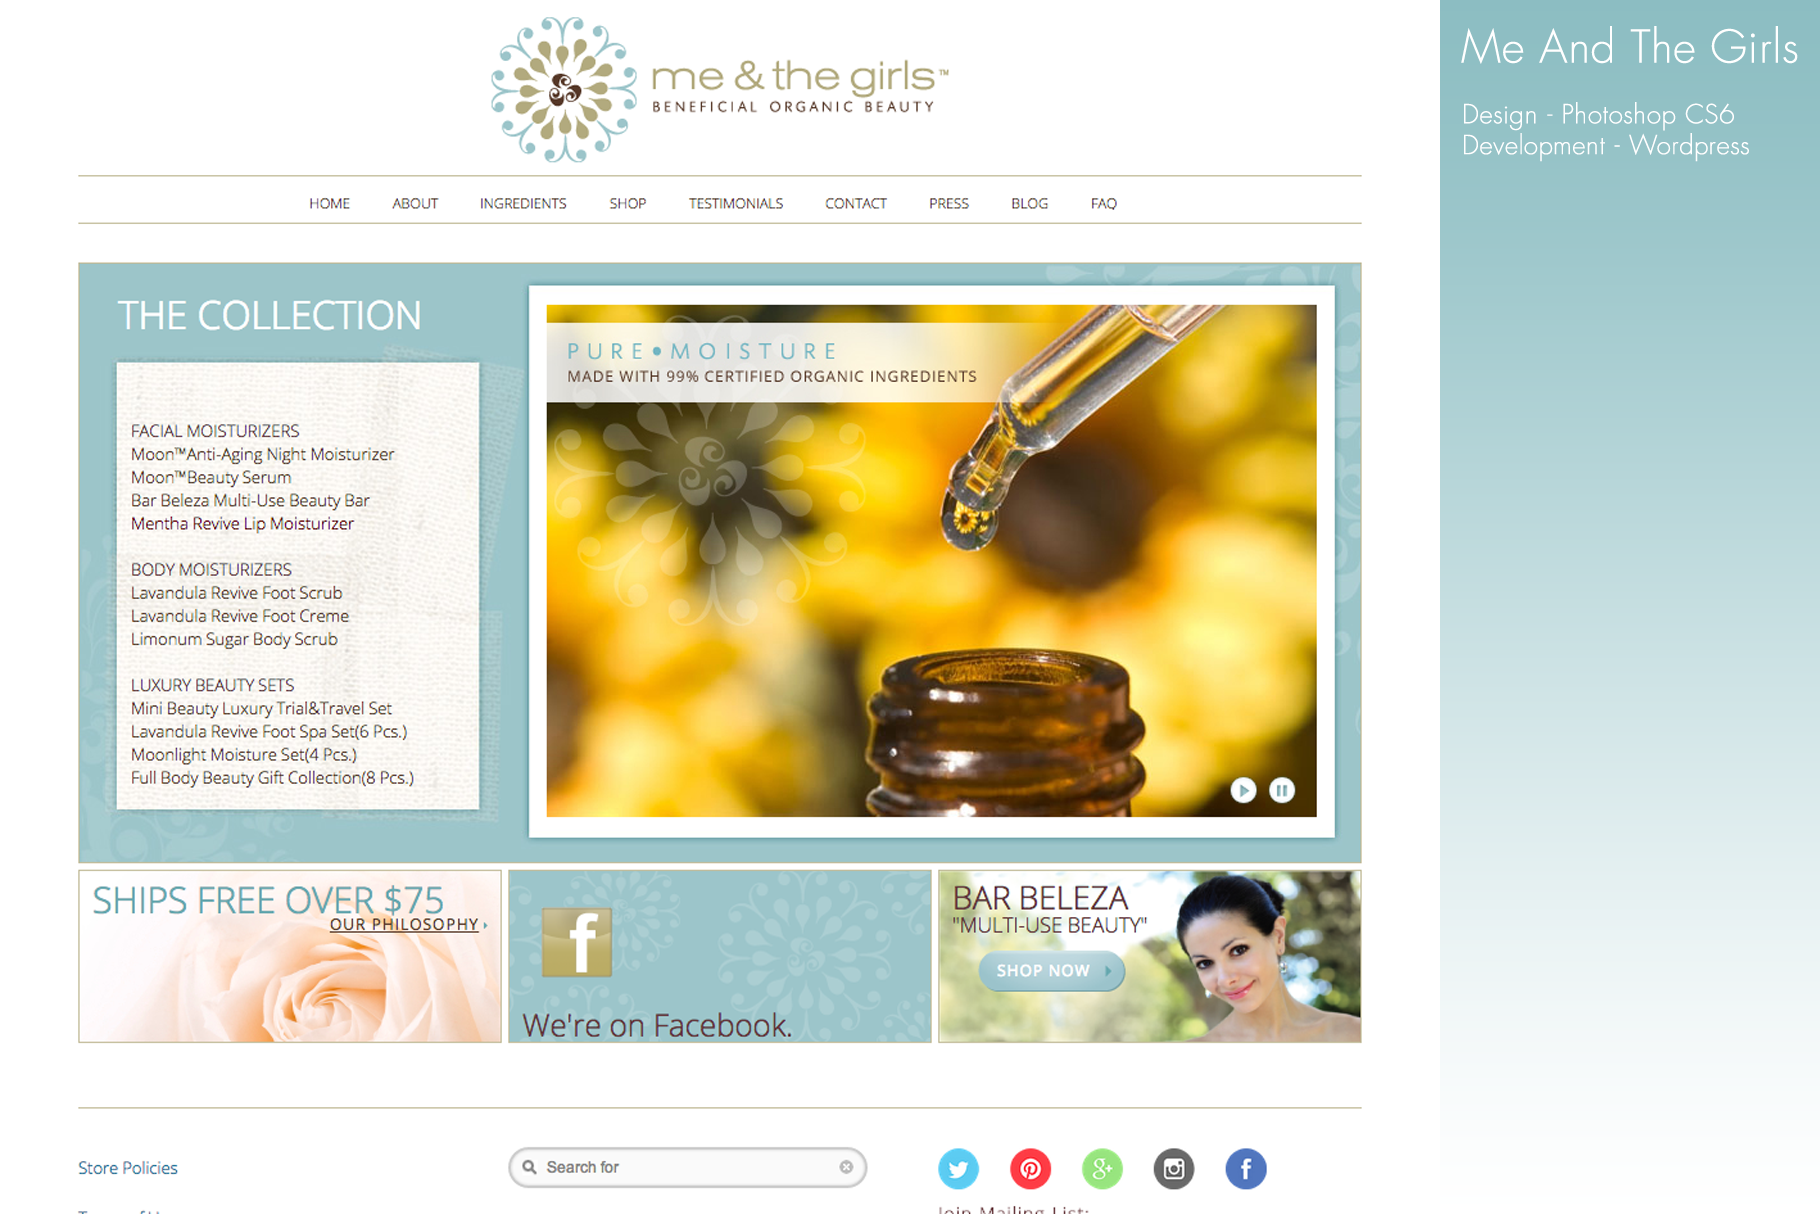 me & the girls™
BENEFICIAL ORGANIC BEAUTY
Me And The Girls
Design - Photoshop CS6
Development - Wordpress
HOME ABOUT INGREDIENTS SHOP TESTIMONIALS CONTACT PRESS BLOG FAQ
THE COLLECTION
FACIAL MOISTURIZERS
Moon™Anti-Aging Night Moisturizer
Moon™Beauty Serum
Bar Beleza Multi-Use Beauty Bar
Mentha Revive Lip Moisturizer
BODY MOISTURIZERS
Lavandula Revive Foot Scrub
Lavandula Revive Foot Creme
Limonum Sugar Body Scrub
LUXURY BEAUTY SETS
Mini Beauty Luxury Trial&Travel Set
Lavandula Revive Foot Spa Set(6 Pcs.)
Moonlight Moisture Set(4 Pcs.)
Full Body Beauty Gift Collection(8 Pcs.)
PURE•MOISTURE
MADE WITH 99% CERTIFIED ORGANIC INGREDIENTS
SHIPS FREE OVER $75
OUR PHILOSOPHY
f
We're on Facebook.
BAR BELEZA
"MULTI-USE BEAUTY"
SHOP NOW
Store Policies
Search for
g+
f
Join Mailing List: